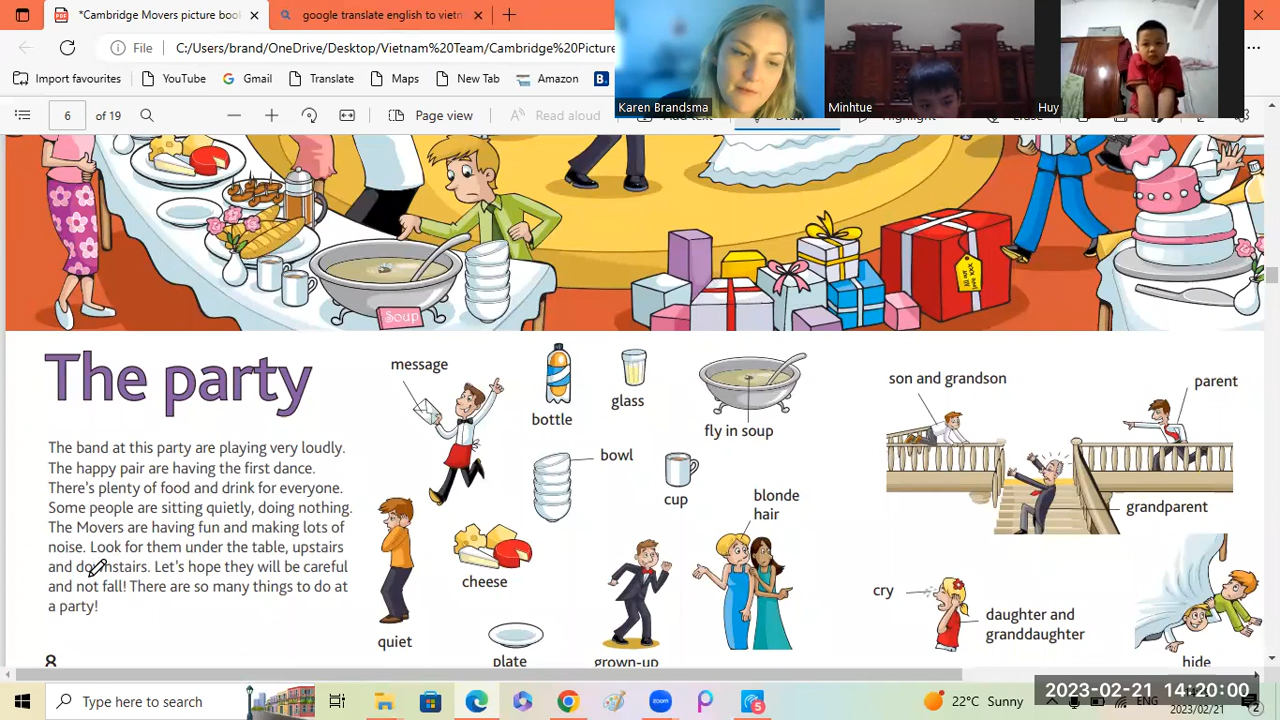 *Cambridge Movers picture book
google translate english to vietn
File
C:/Users/brand/OneDrive/Desktop/Vietnam%20Team/Cambridge%20Picture
Import favourites
YouTube
Gmail
Translate
Maps
New Tab
Amazon
B.
Karen Brandsma
Minhtue
Huy
6
of 19
Page view
Read aloud
Draw
Soup
The party
The band at this party are playing very loudly.
The happy pair are having the first dance.
There's plenty of food and drink for everyone.
Some people are sitting quietly, doing nothing.
The Movers are having fun and making lots of
noise. Look for them under the table, upstairs
and downstairs. Let's hope they will be careful
and not fall! There are so many things to do at
a party!
8
message
bottle
glass
fly in soup
bowl
cup
blonde
hair
cheese
quiet
plate
grown-up
son and grandson
parent
grandparent
cry
daughter and
granddaughter
hide
Type here to search
zoom
5
22°C Sunny
ENG
2023-02-21 14:20:00
2023/02/21
2